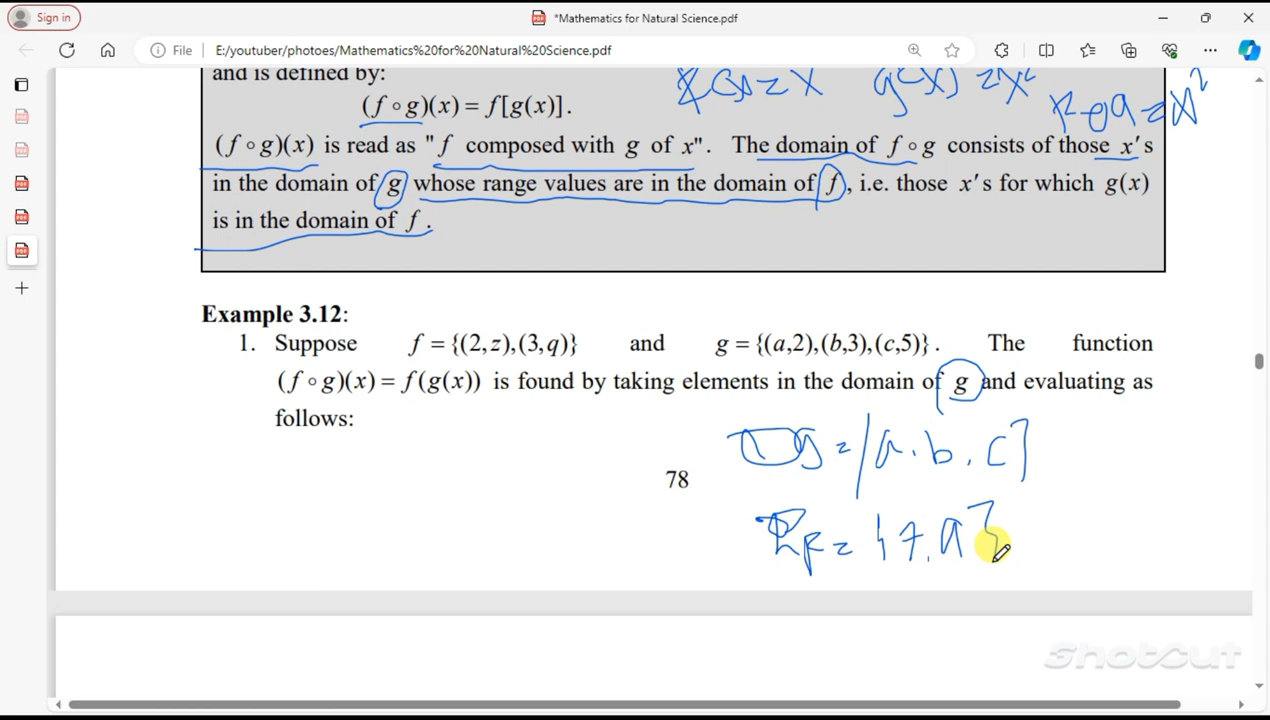 Sign in
*Mathematics for Natural Science.pdf
File
E:/youtuber/photoes/Mathematics%20for%20Natural%20Science.pdf
and is defined by:
(f∘g)(x) = f[g(x)].
(f∘g)(x) is read as "f composed with g of x". The domain of f∘g consists of those x's
in the domain of g whose range values are in the domain of f, i.e. those x's for which g(x)
is in the domain of f.
Example 3.12:
1. Suppose f = {(2,z),(3,q)} and g = {(a,2),(b,3),(c,5)}. The function
(f∘g)(x) = f(g(x)) is found by taking elements in the domain of g and evaluating as
follows:
Dg = {a, b, c}
78
ShotCut